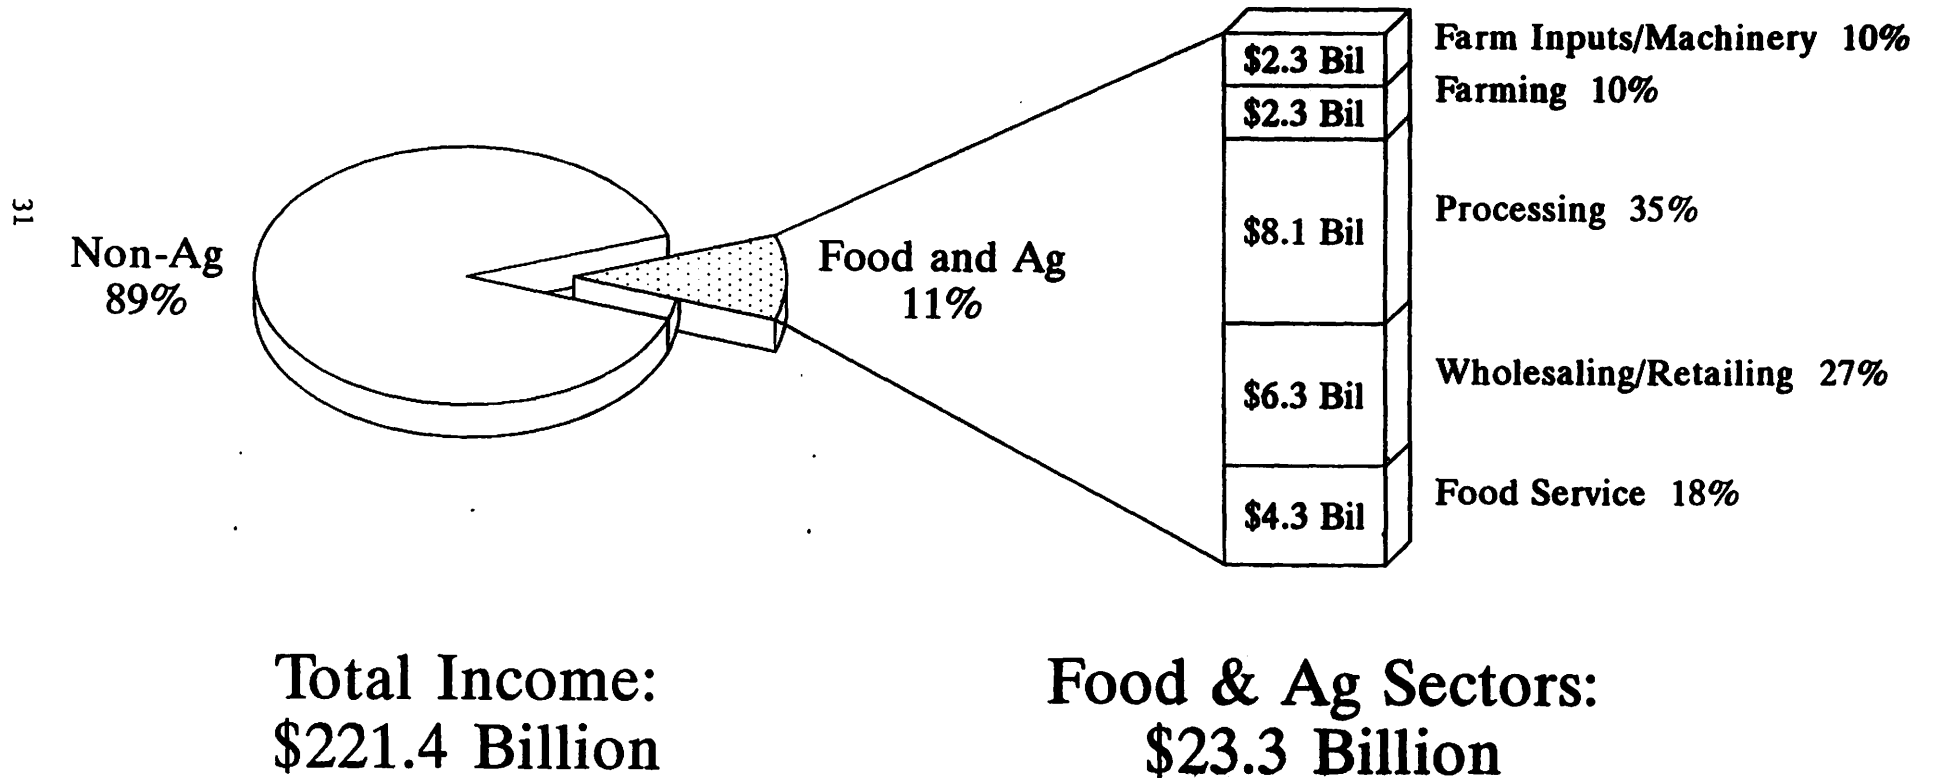 31
Non-Ag
89%
Food and Ag
11%
$2.3 Bil
Farm Inputs/Machinery 10%
$2.3 Bil
Farming 10%
$8.1 Bil
Processing 35%
$6.3 Bil
Wholesaling/Retailing 27%
$4.3 Bil
Food Service 18%
Total Income:
$221.4 Billion
Food & Ag Sectors:
$23.3 Billion